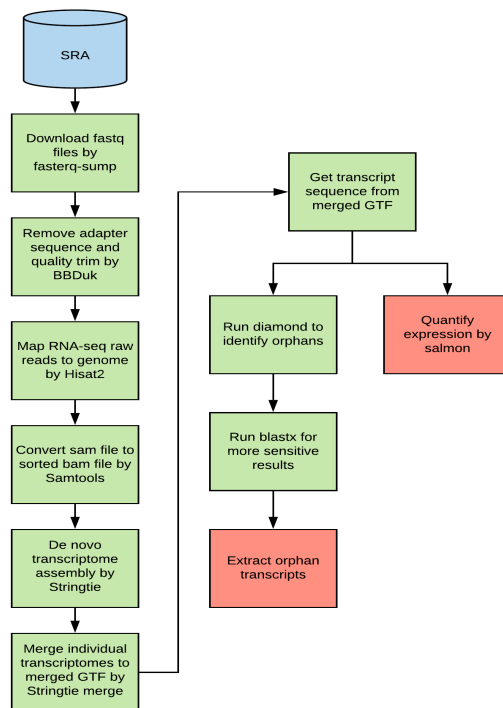 SRA
Download fastq
files by
fasterq-sump
Remove adapter
sequence and
quality trim by
BBDuk
Map RNA-seq raw
reads to genome
by Hisat2
Convert sam file to
sorted bam file by
Samtools
De novo
transcriptome
assembly by
Stringtie
Merge individual
transcriptomes to
merged GTF by
Stringtie merge
Get transcript
sequence from
merged GTF
Run diamond to
identify orphans
Quantify
expression by
salmon
Run blastx for
more sensitive
results
Extract orphan
transcripts